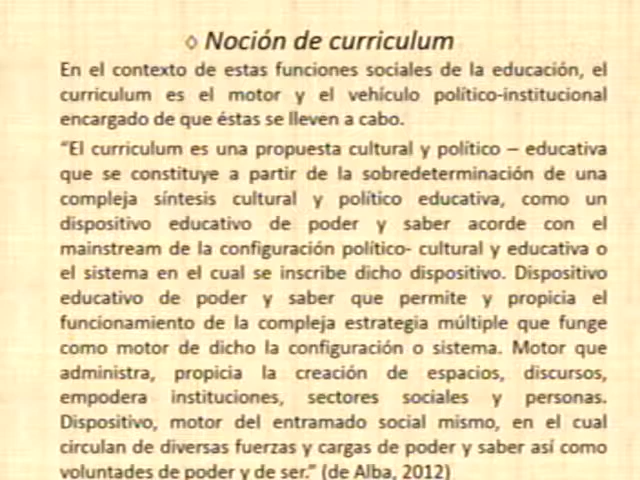 ◊ Noción de curriculum
En el contexto de estas funciones sociales de la educación, el
curriculum es el motor y el vehículo político-institucional
encargado de que éstas se lleven a cabo.
"El curriculum es una propuesta cultural y político – educativa
que se constituye a partir de la sobredeterminación de una
compleja síntesis cultural y político educativa, como un
dispositivo educativo de poder y saber acorde con el
mainstream de la configuración político- cultural y educativa o
el sistema en el cual se inscribe dicho dispositivo. Dispositivo
educativo de poder y saber que permite y propicia el
funcionamiento de la compleja estrategia múltiple que funge
como motor de dicho la configuración o sistema. Motor que
administra, propicia la creación de espacios, discursos,
empodera instituciones, sectores sociales y personas.
Dispositivo, motor del entramado social mismo, en el cual
circulan de diversas fuerzas y cargas de poder y saber así como
voluntades de poder y de ser." (de Alba, 2012)